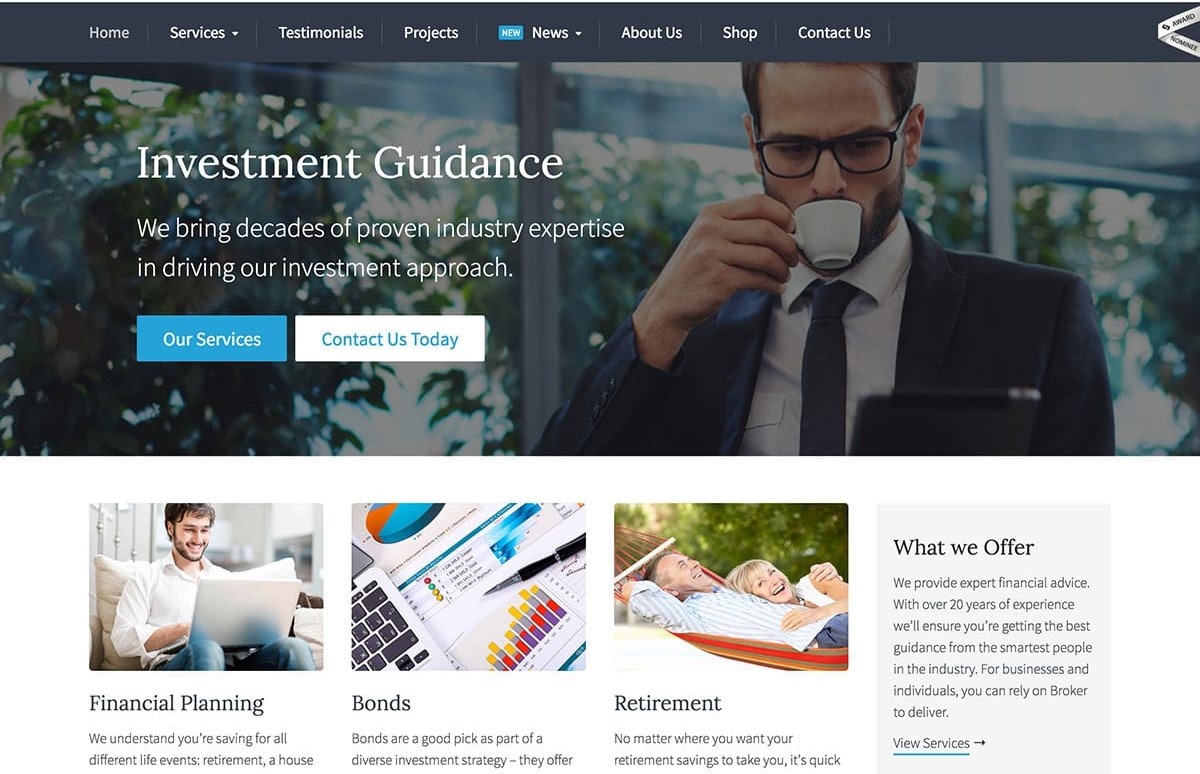 Home Services Testimonials Projects NEW News About Us Shop Contact Us
AWARD
NOMINEE
Investment Guidance
We bring decades of proven industry expertise
in driving our investment approach.
Our Services Contact Us Today
Financial Planning
We understand you’re saving for all
different life events: retirement, a house
Bonds
Bonds are a good pick as part of a
diverse investment strategy – they offer
Retirement
No matter where you want your
retirement savings to take you, it’s quick
What we Offer
We provide expert financial advice.
With over 20 years of experience
we’ll ensure you’re getting the best
guidance from the smartest people
in the industry. For businesses and
individuals, you can rely on Broker
to deliver.
View Services →